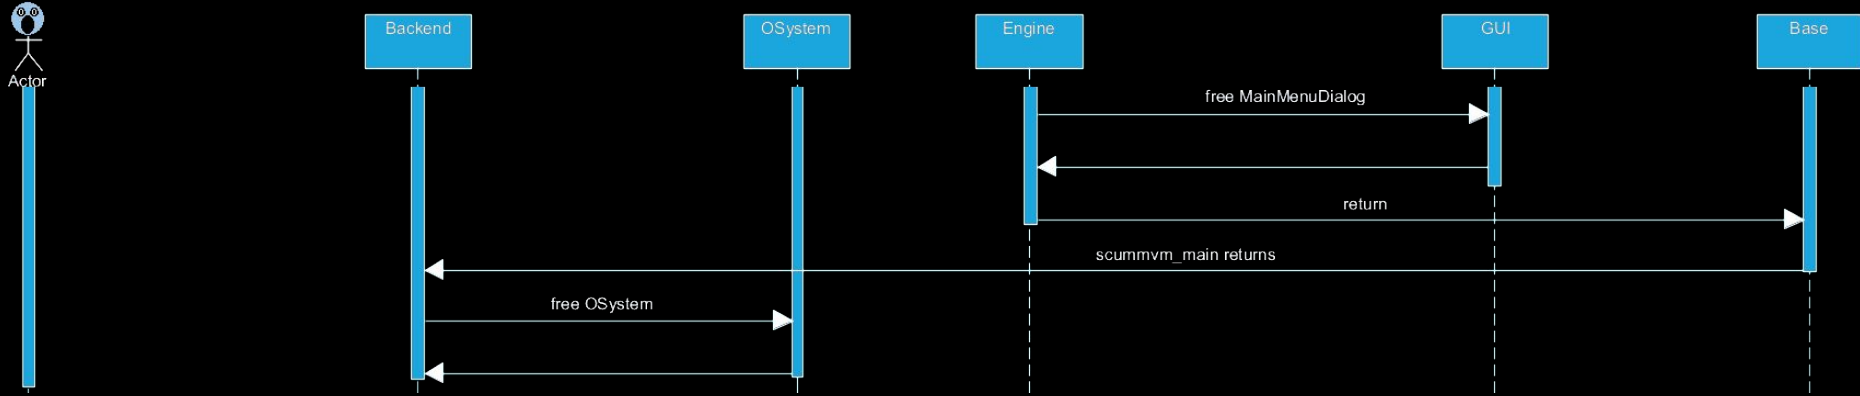 Actor
Backend
OSystem
Engine
GUI
Base
free MainMenuDialog
return
scummvm_main returns
free OSystem